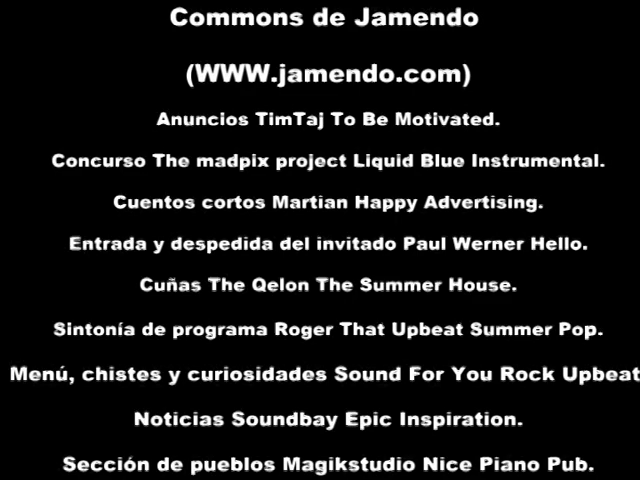 Commons de Jamendo
(WWW.jamendo.com)
Anuncios TimTaj To Be Motivated.
Concurso The madpix project Liquid Blue Instrumental.
Cuentos cortos Martian Happy Advertising.
Entrada y despedida del invitado Paul Werner Hello.
Cuñas The Qelon The Summer House.
Sintonía de programa Roger That Upbeat Summer Pop.
Menú, chistes y curiosidades Sound For You Rock Upbeat
Noticias Soundbay Epic Inspiration.
Sección de pueblos Magikstudio Nice Piano Pub.